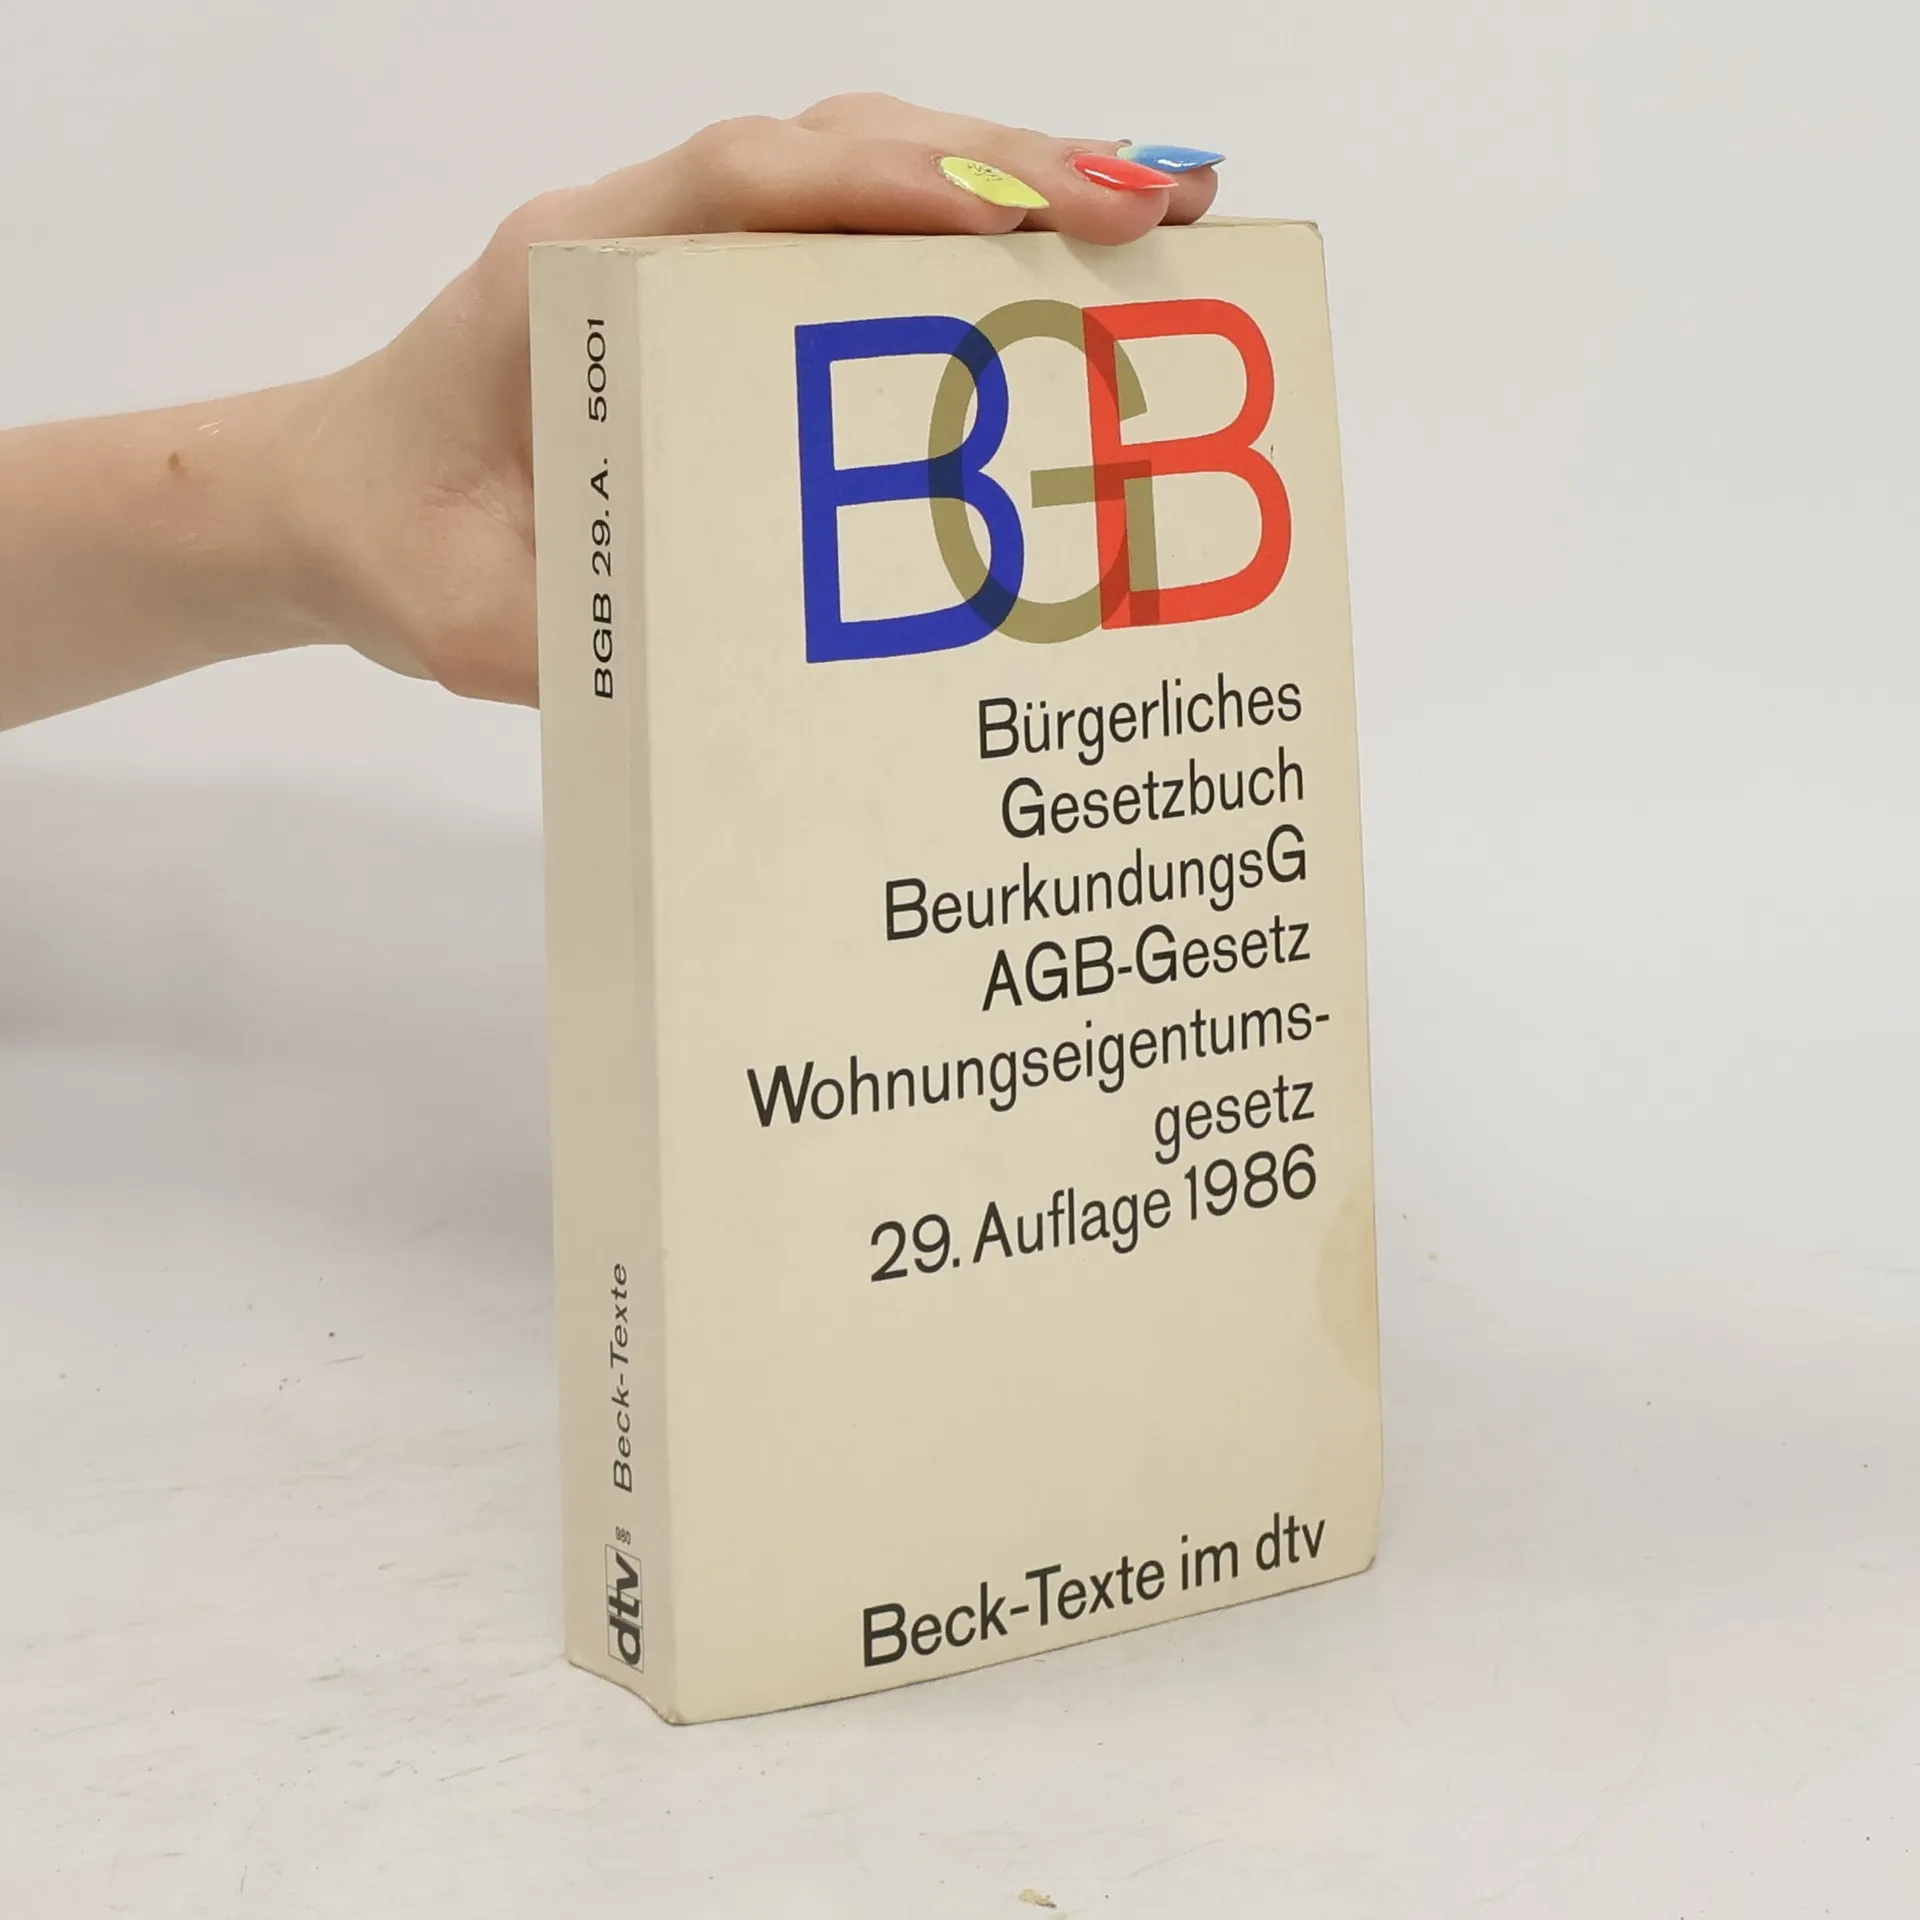 BGB
Bürgerliches
Gesetzbuch
BeurkundungsG
AGB-Gesetz
Wohnungseigentums-
gesetz
29. Auflage 1986
Beck-Texte im dtv
BGB 29. A. 5001
Beck-Texte
980
dtv